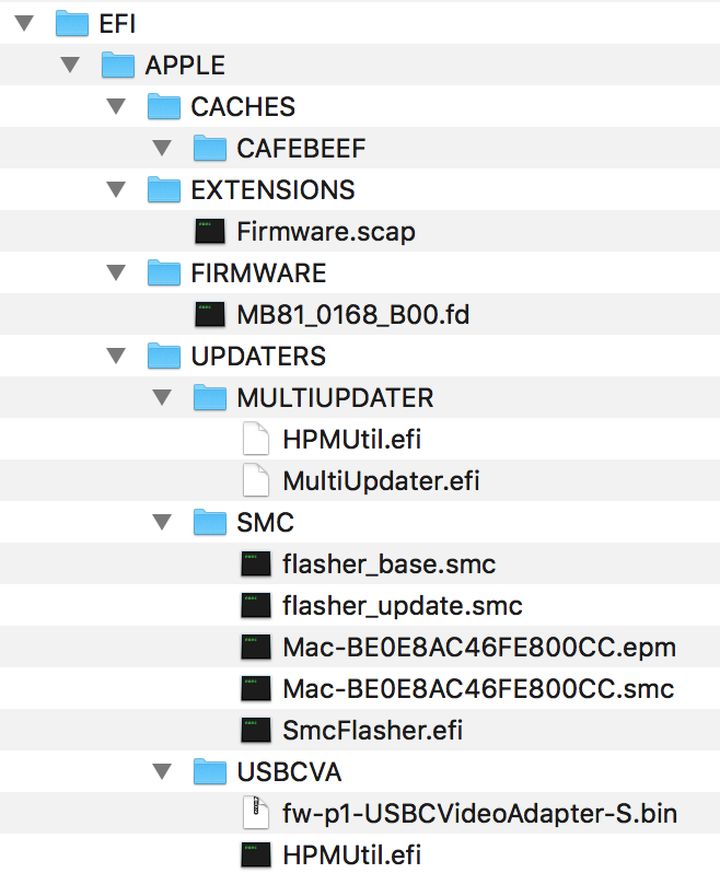 EFI
APPLE
CACHES
CAFEBEEF
EXTENSIONS
Firmware.scap
FIRMWARE
MB81_0168_B00.fd
UPDATERS
MULTIUPDATER
HPMUtil.efi
MultiUpdater.efi
SMC
flasher_base.smc
flasher_update.smc
Mac-BE0E8AC46FE800CC.epm
Mac-BE0E8AC46FE800CC.smc
SmcFlasher.efi
USBCVA
fw-p1-USBCVideoAdapter-S.bin
HPMUtil.efi